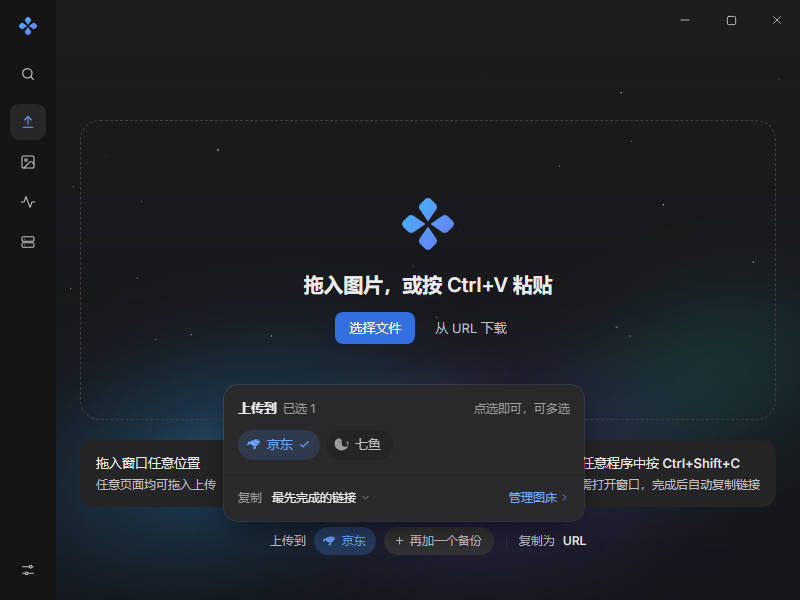 拖入图片，或按 Ctrl+V 粘贴
选择文件 从 URL 下载
上传到 已选 1 点选即可，可多选
京东 七鱼
拖入窗口任意位置
任意页面均可拖入上传
任意程序中按 Ctrl+Shift+C
需打开窗口，完成后自动复制链接
复制 最先完成的链接 管理图床
上传到 京东 + 再加一个备份 复制为 URL